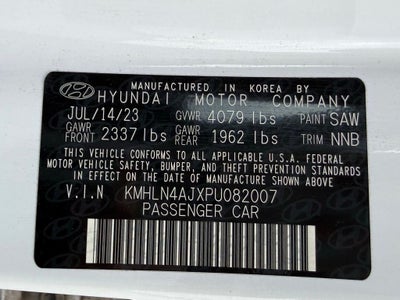 MANUFACTURED IN KOREA BY
HYUNDAI MOTOR COMPANY
JUL/14/23 GVWR 4079 lbs PAINT SAW
GAWR FRONT 2337 lbs GAWR REAR 1962 lbs TRIM NNB
THIS VEHICLE CONFORMS TO ALL APPLICABLE U.S.A. FEDERAL
MOTOR VEHICLE SAFETY, BUMPER, AND THEFT PREVENTION STANDARDS
IN EFFECT ON THE DATE OF MANUFACTURE SHOWN ABOVE.
V.I.N KMHLN4AJXPU082007
PASSENGER CAR